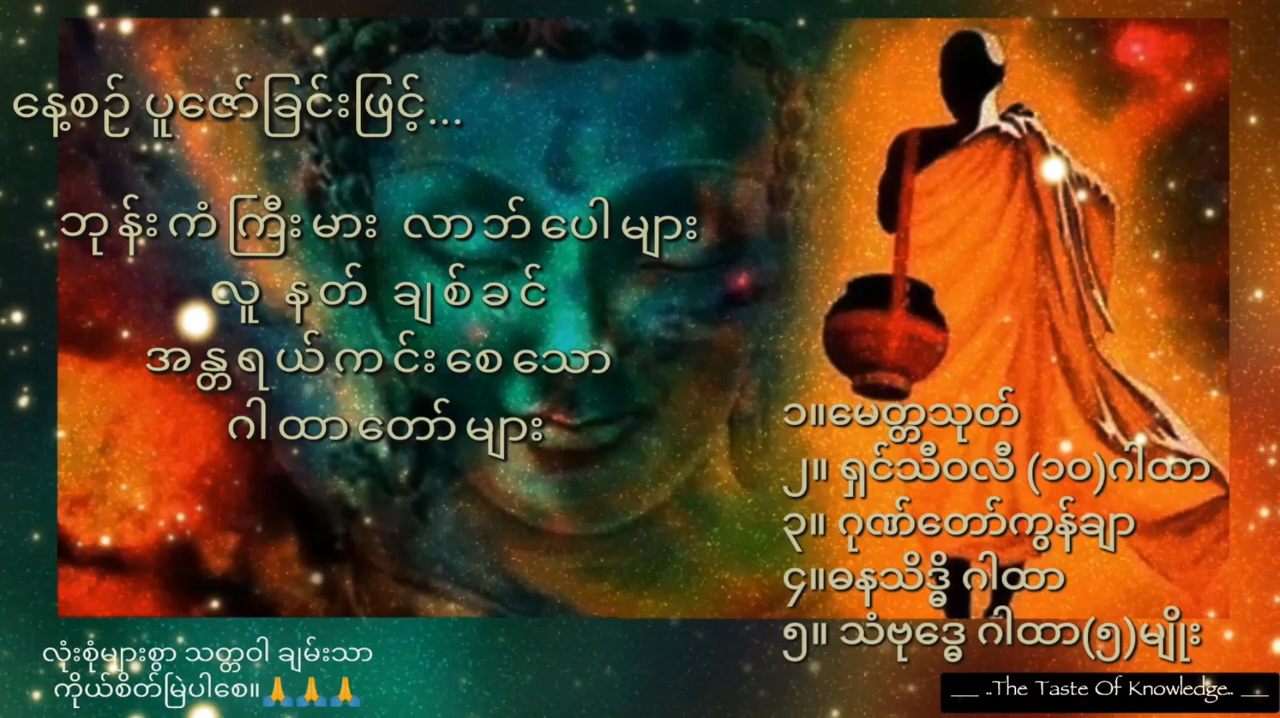 နေ့စဉ် ပူဇော်ခြင်းဖြင့်...
ဘုန်းကံကြီးမား လာဘ်ပေါများ
လူ နတ် ချစ်ခင်
အန္တရယ်ကင်းစေသော
ဂါထာတော်များ
၁။မေတ္တသုတ်
၂။ ရှင်သီဝလီ (၁၀)ဂါထာ
၃။ ဂုဏ်တော်ကွန်ချာ
၄။ဓနသိဒ္ဓိ ဂါထာ
၅။ သံဗုဒ္ဓေ ဂါထာ(၅)မျိုး
လုံးစုံများစွာ သတ္တဝါ ချမ်းသာ
ကိုယ်စိတ်မြဲပါစေ။🙏🙏🙏
__ ..The Taste Of Knowledge.. __